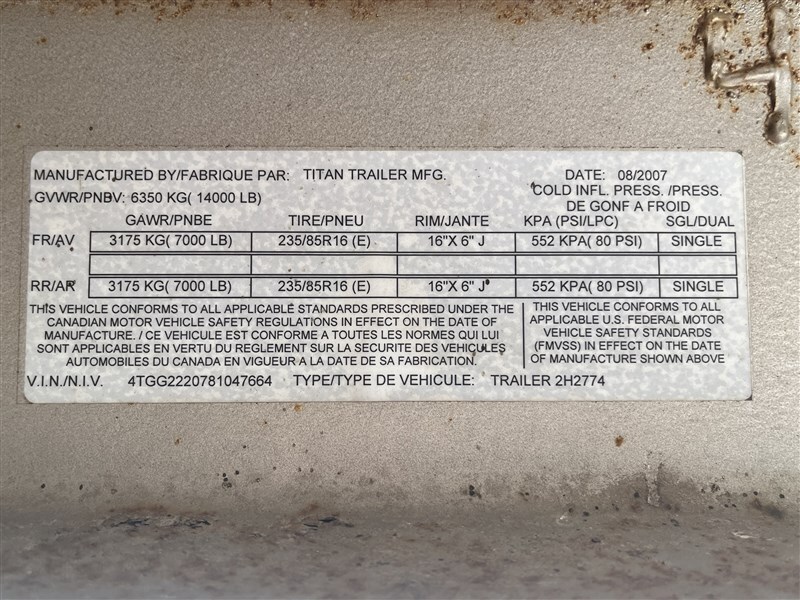 MANUFACTURED BY/FABRIQUE PAR: TITAN TRAILER MFG. DATE: 08/2007
GVWR/PNBV: 6350 KG( 14000 LB) COLD INFL. PRESS. /PRESS.
DE GONF A FROID
GAWR/PNBE TIRE/PNEU RIM/JANTE KPA (PSI/LPC) SGL/DUAL
FR/AV 3175 KG( 7000 LB) 235/85R16 (E) 16"X 6" J 552 KPA( 80 PSI) SINGLE
RR/AR 3175 KG( 7000 LB) 235/85R16 (E) 16"X 6" J 552 KPA( 80 PSI) SINGLE
THIS VEHICLE CONFORMS TO ALL APPLICABLE STANDARDS PRESCRIBED UNDER THE
CANADIAN MOTOR VEHICLE SAFETY REGULATIONS IN EFFECT ON THE DATE OF
MANUFACTURE. / CE VEHICULE EST CONFORME A TOUTES LES NORMES QUI LUI
SONT APPLICABLES EN VERTU DU REGLEMENT SUR LA SECURITE DES VEHICULES
AUTOMOBILES DU CANADA EN VIGUEUR A LA DATE DE SA FABRICATION.
THIS VEHICLE CONFORMS TO ALL
APPLICABLE U.S. FEDERAL MOTOR
VEHICLE SAFETY STANDARDS
(FMVSS) IN EFFECT ON THE DATE
OF MANUFACTURE SHOWN ABOVE
V.I.N./N.I.V. 4TGG2220781047664 TYPE/TYPE DE VEHICULE: TRAILER 2H2774